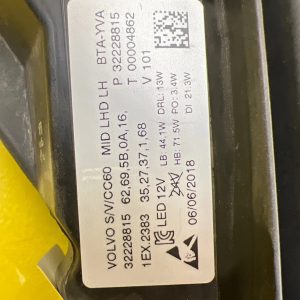 VOLVO S/V/CC60 MID LHD LH BTA-YVA
32228815 62,69,5B,0A,16, P 32228815
1EX.2383 35,27,37,1,68 T 00004862
V 101
LED 12V LB: 44.1W DRL: 13W
HB: 71.5W PO: 3.4W
DI 21.3W
06/06/2018